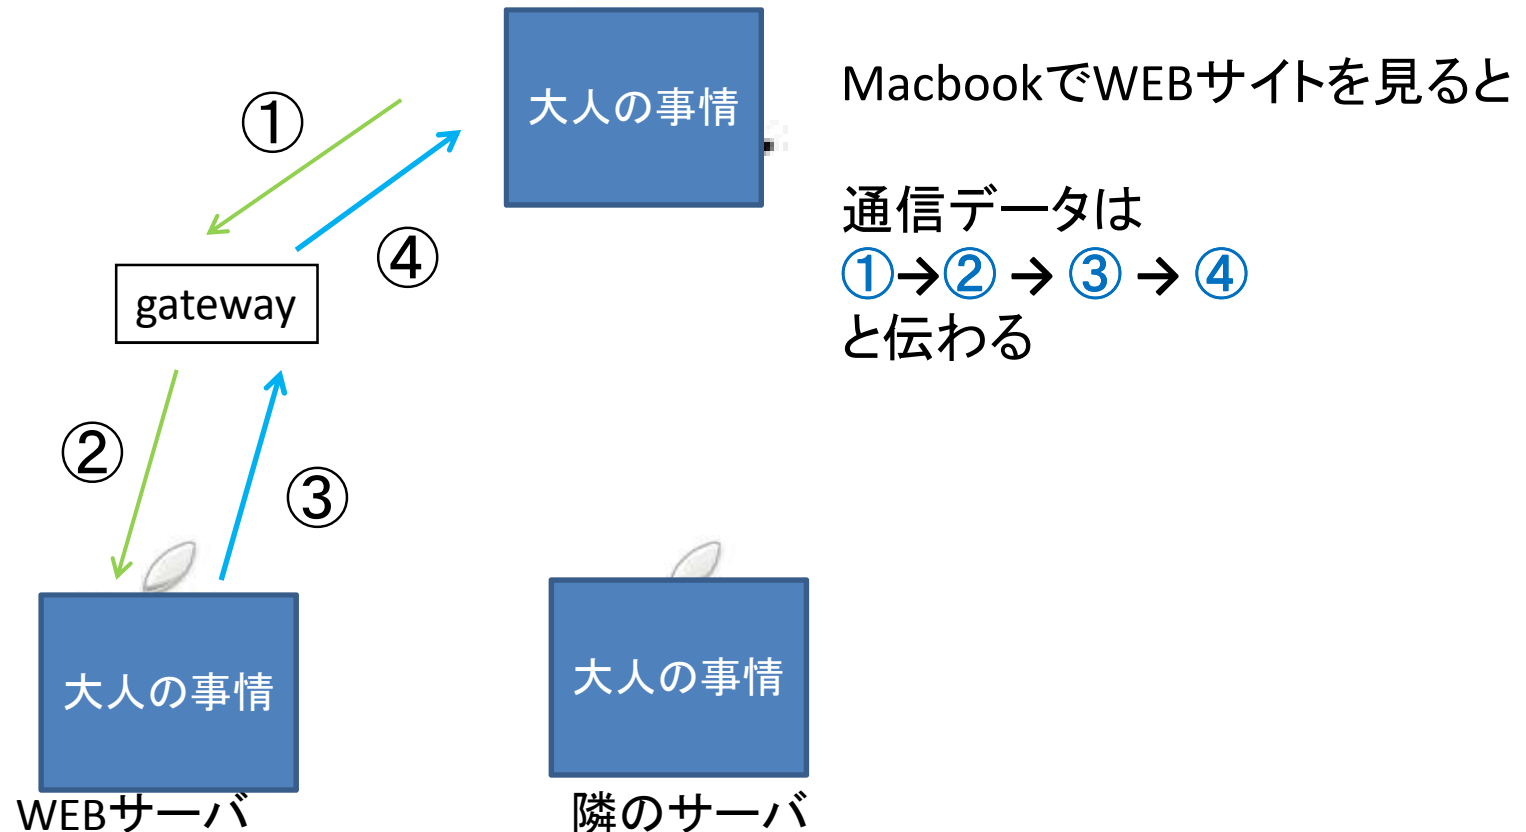 大人の事情
MacbookでWEBサイトを見ると
①
通信データは
④
①→② → ③ → ④
gateway
と伝わる
②
③
大人の事情
大人の事情
WEBサーバ
隣のサーバ